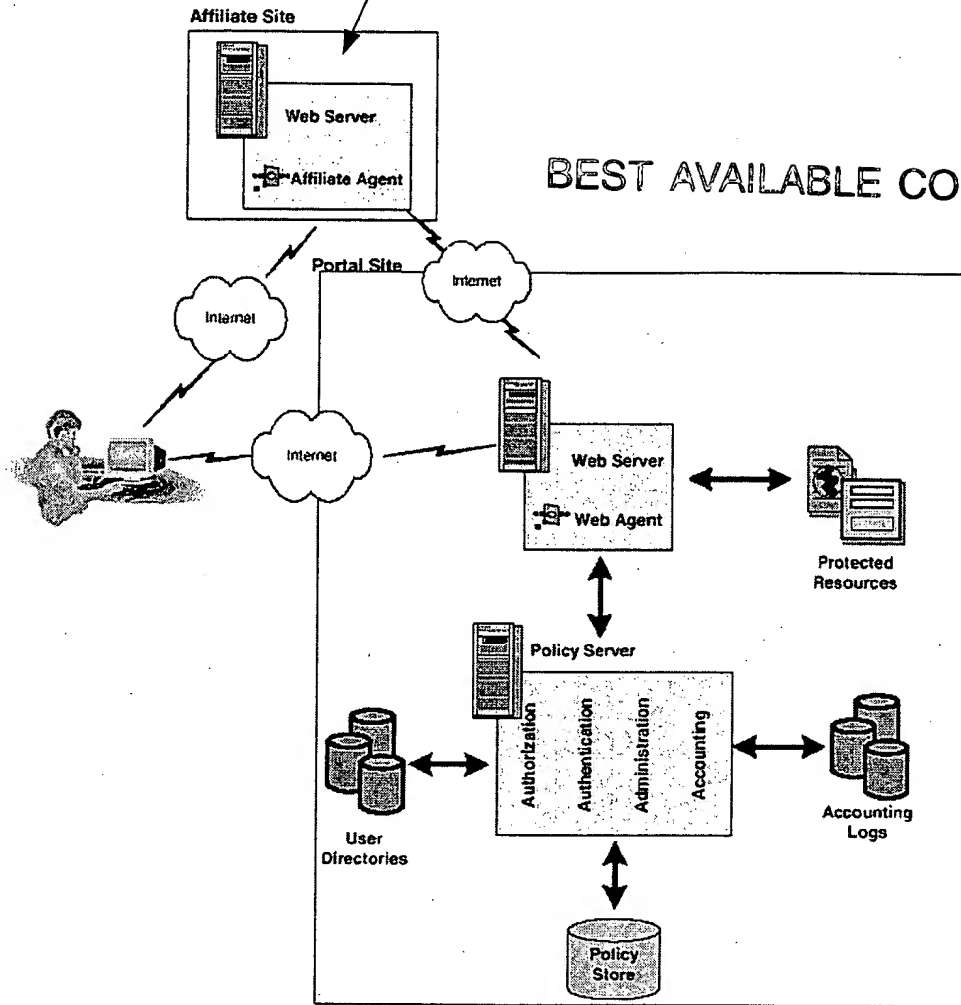 Affiliate Site
Web Server
Affiliate Agent
BEST AVAILABLE CO
Portal Site
Internet
Internet
Internet
Web Server
Web Agent
Protected
Resources
Policy Server
Authorization
Authentication
Administration
Accounting
User
Directories
Accounting
Logs
Policy
Store